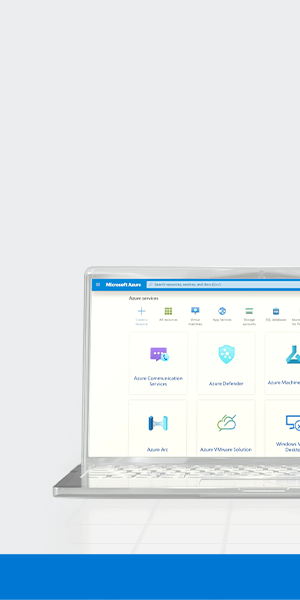 Microsoft Azure
Search resources, services, and docs (G+/)
Azure services
Create a Resource
All resources
Virtual machines
App Services
Storage accounts
SQL databases
Azure Communication
Services
Azure Defender
Azure Machine
Azure Arc
Azure VMware Solution
Windows V
Deskto